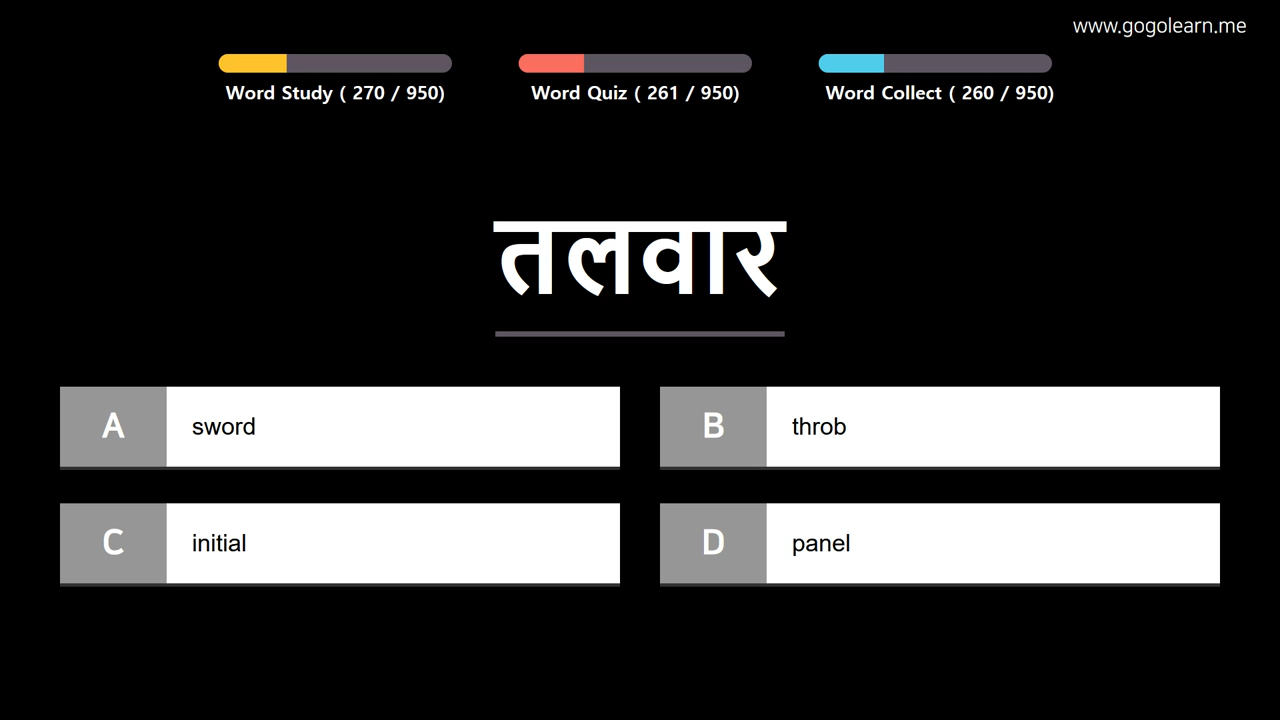 www.gogolearn.me
Word Study ( 270 / 950)
Word Quiz ( 261 / 950)
Word Collect ( 260 / 950)
तलवार
A sword
B throb
C initial
D panel